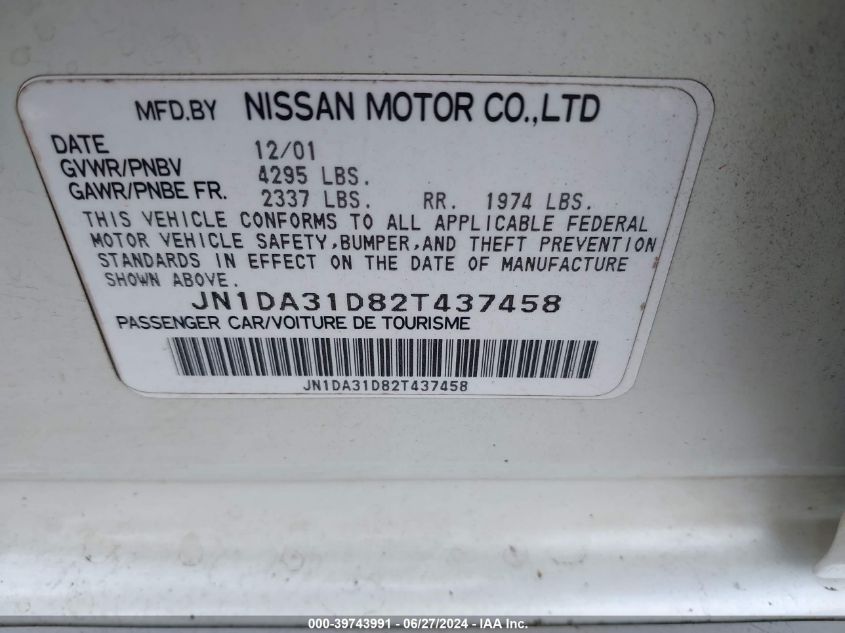 MFD.BY NISSAN MOTOR CO.,LTD
DATE 12/01
GVWR/PNBV 4295 LBS.
GAWR/PNBE FR. 2337 LBS. RR. 1974 LBS.
THIS VEHICLE CONFORMS TO ALL APPLICABLE FEDERAL
MOTOR VEHICLE SAFETY,BUMPER,AND THEFT PREVENTION
STANDARDS IN EFFECT ON THE DATE OF MANUFACTURE
SHOWN ABOVE.
JN1DA31D82T437458
PASSENGER CAR/VOITURE DE TOURISME
JN1DA31D82T437458
000-39743991 - 06/27/2024 - IAA Inc.